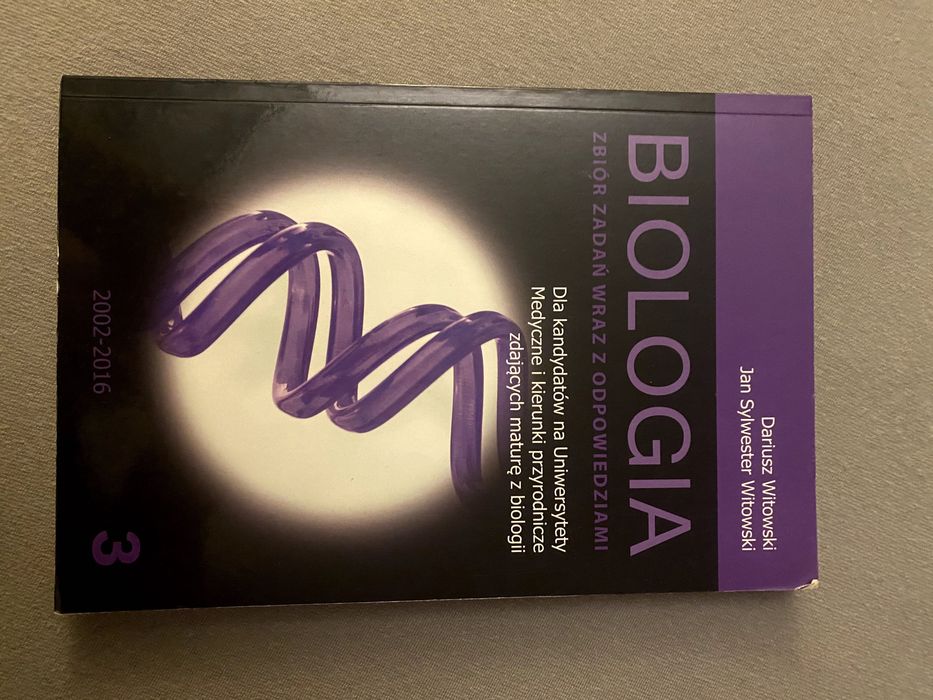 Dariusz Witowski
Jan Sylwester Witowski
BIOLOGIA
ZBIÓR ZADAŃ WRAZ Z ODPOWIEDZIAMI
Dla kandydatów na Uniwersytety
Medyczne i kierunki przyrodnicze
zdających maturę z biologii
2002-2016
3